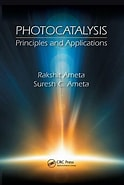 PHOTOCATALYSIS
Principles and Applications
Rakshit Ameta
Suresh C. Ameta
CRC Press